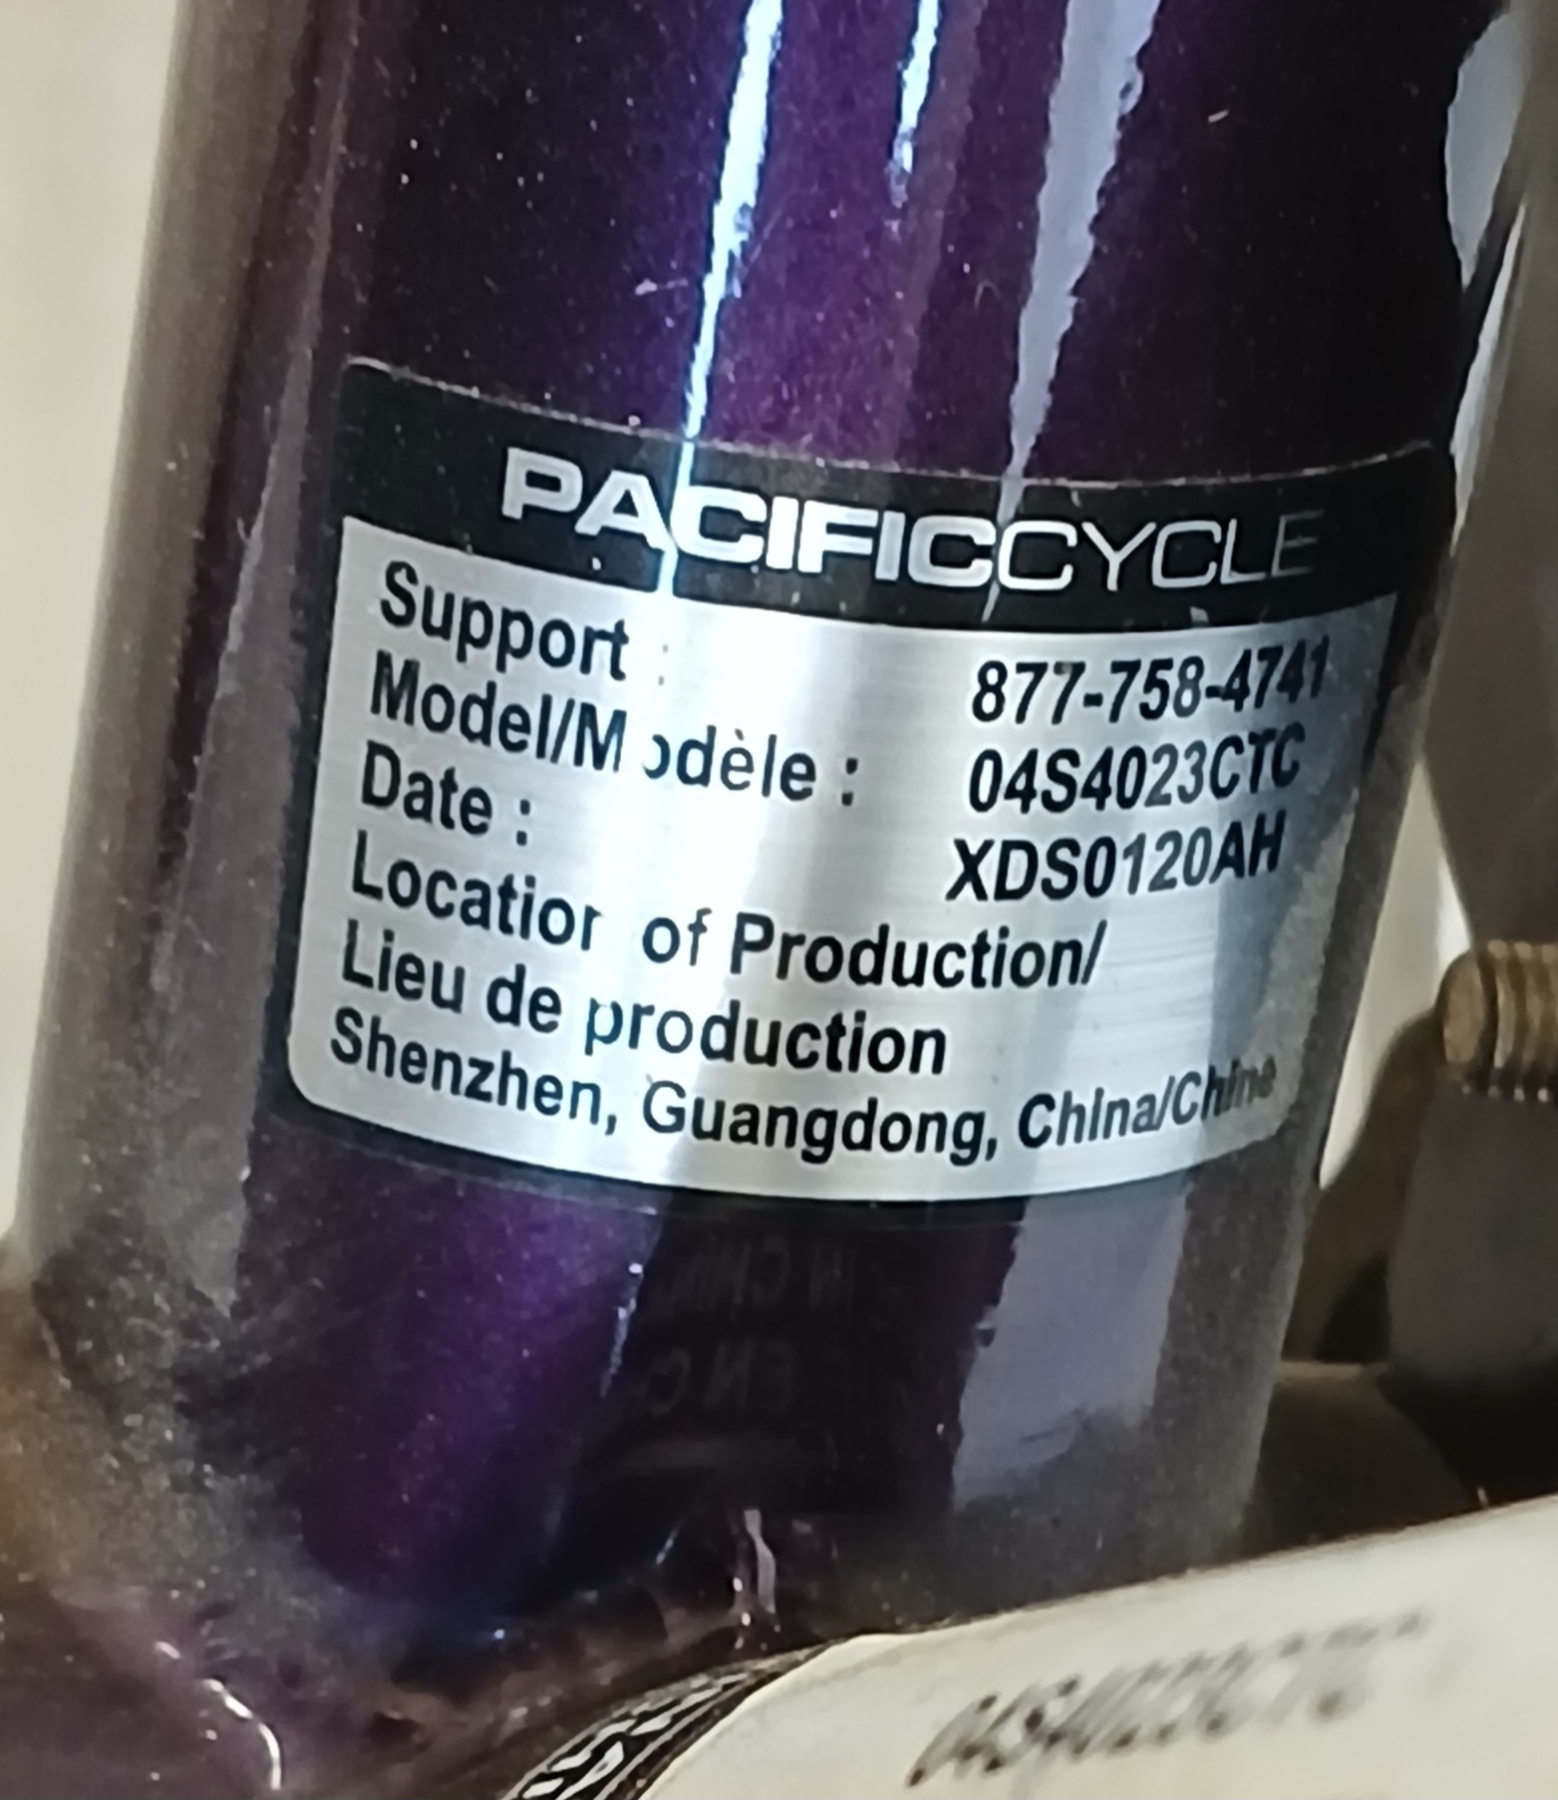 PACIFICCYCLE
Support : 877-758-4741
Model/Modèle : 04S4023CTC
Date : XDS0120AH
Location of Production/
Lieu de production
Shenzhen, Guangdong, China/Chine
04S4023CTC